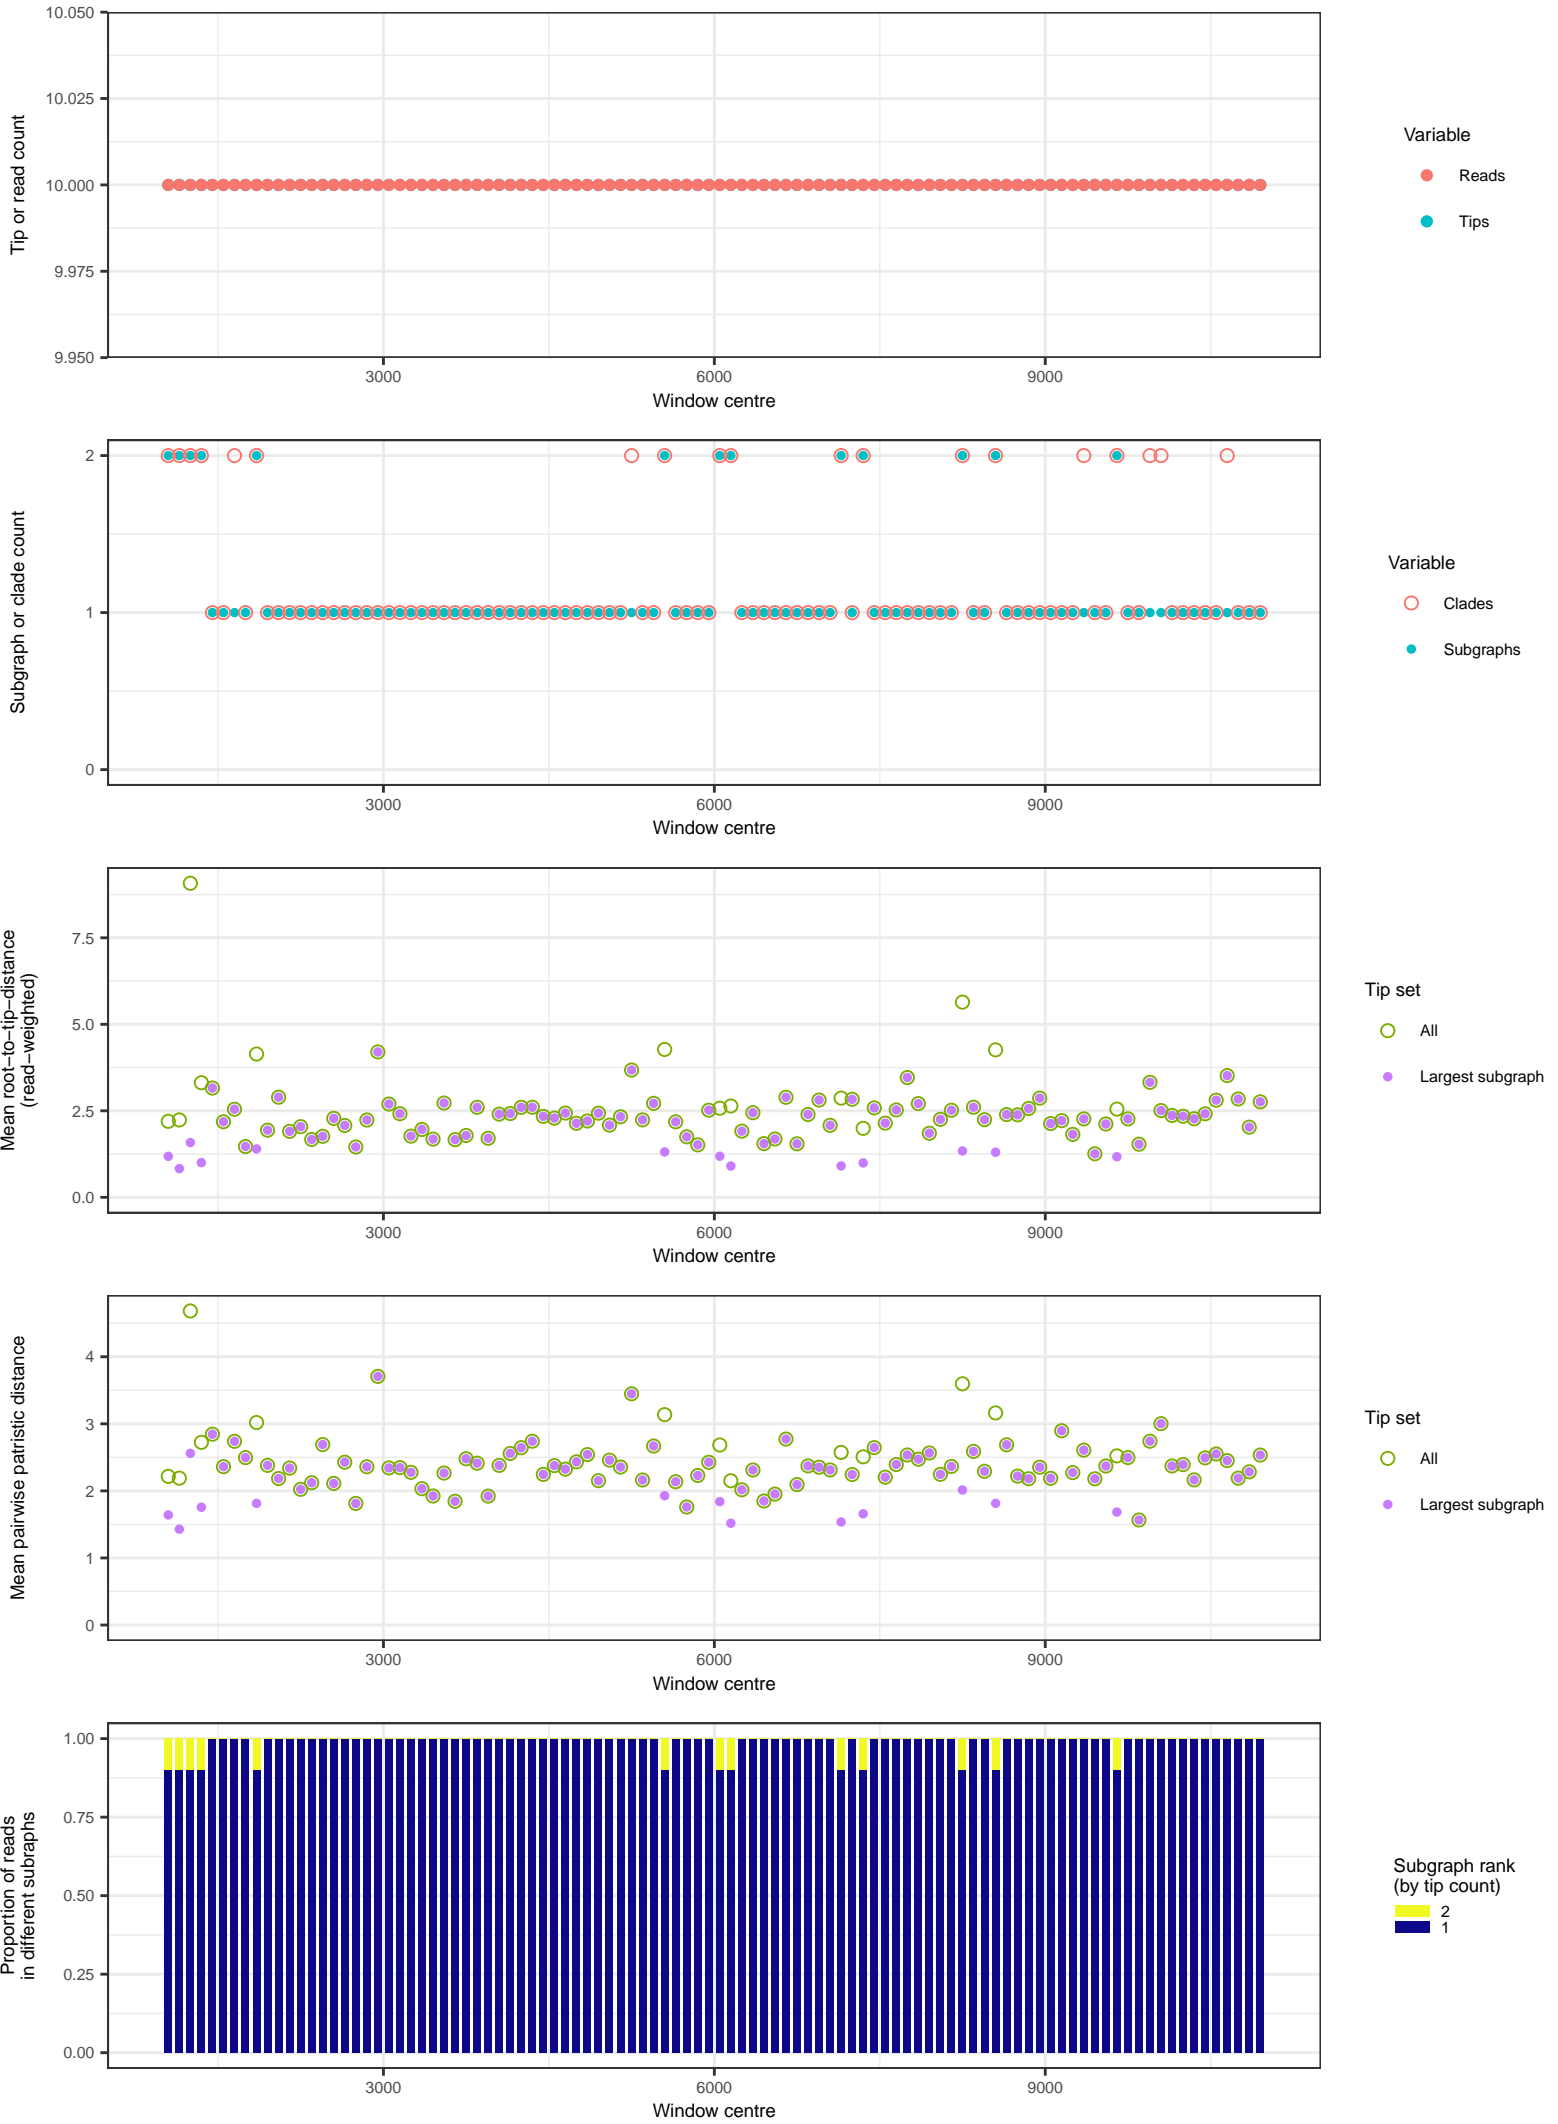 10.050
10.025
10.000
9.975
9.950
Tip or read count
3000
6000
9000
Window centre
Variable
Reads
Tips
2
1
0
Subgraph or clade count
3000
6000
9000
Window centre
Variable
Clades
Subgraphs
7.5
5.0
2.5
0.0
Mean root−to−tip−distance
(read−weighted)
3000
6000
9000
Window centre
Tip set
All
Largest subgraph
4
3
2
1
0
Mean pairwise patristic distance
3000
6000
9000
Window centre
Tip set
All
Largest subgraph
1.00
0.75
0.50
0.25
0.00
Proportion of reads
in different subraphs
3000
6000
9000
Window centre
Subgraph rank
(by tip count)
2
1